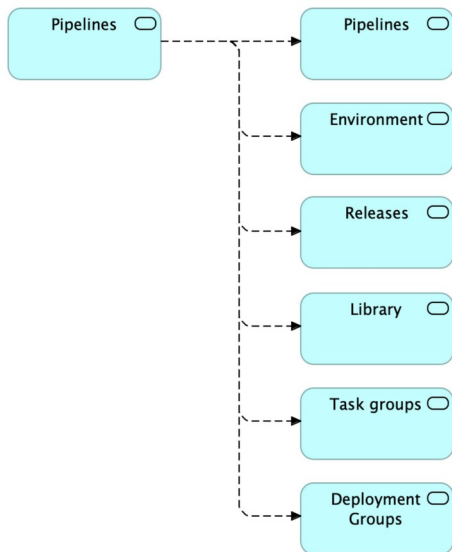 Pipelines
Pipelines
Environment
Releases
Library
Task groups
Deployment
Groups